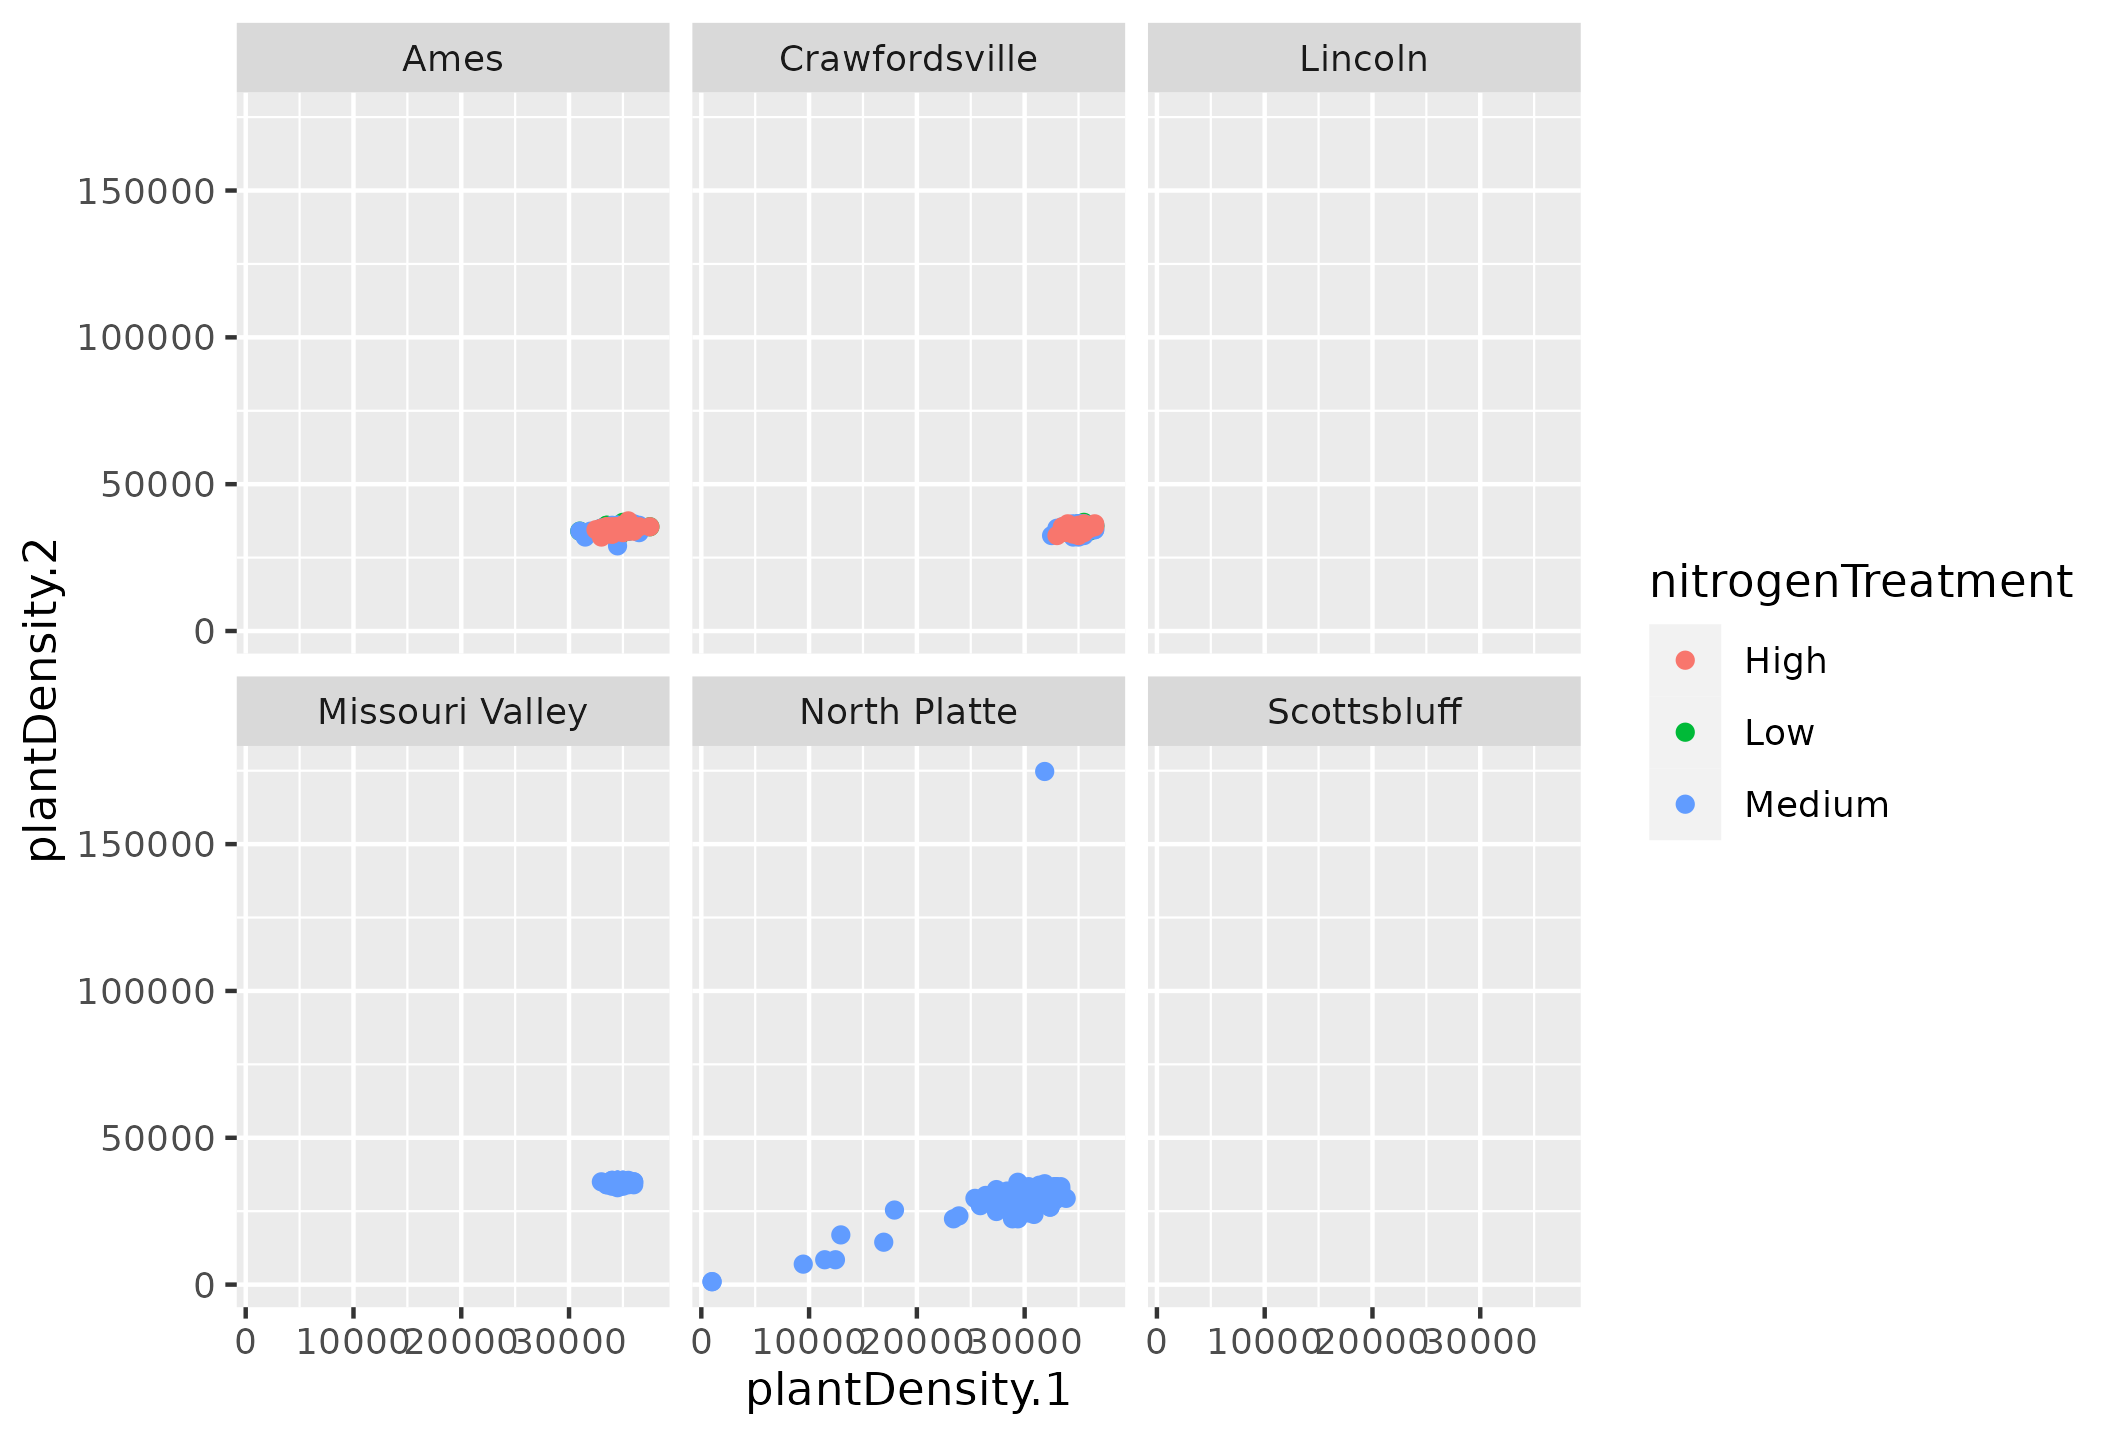 Ames
Crawfordsville
Lincoln
150000
100000
50000
0
Missouri Valley
North Platte
Scottsbluff
150000
100000
50000
0
0 10000 20000 30000
0 10000 20000 30000
0 10000 20000 30000
plantDensity.1
plantDensity.2
nitrogenTreatment
High
Low
Medium